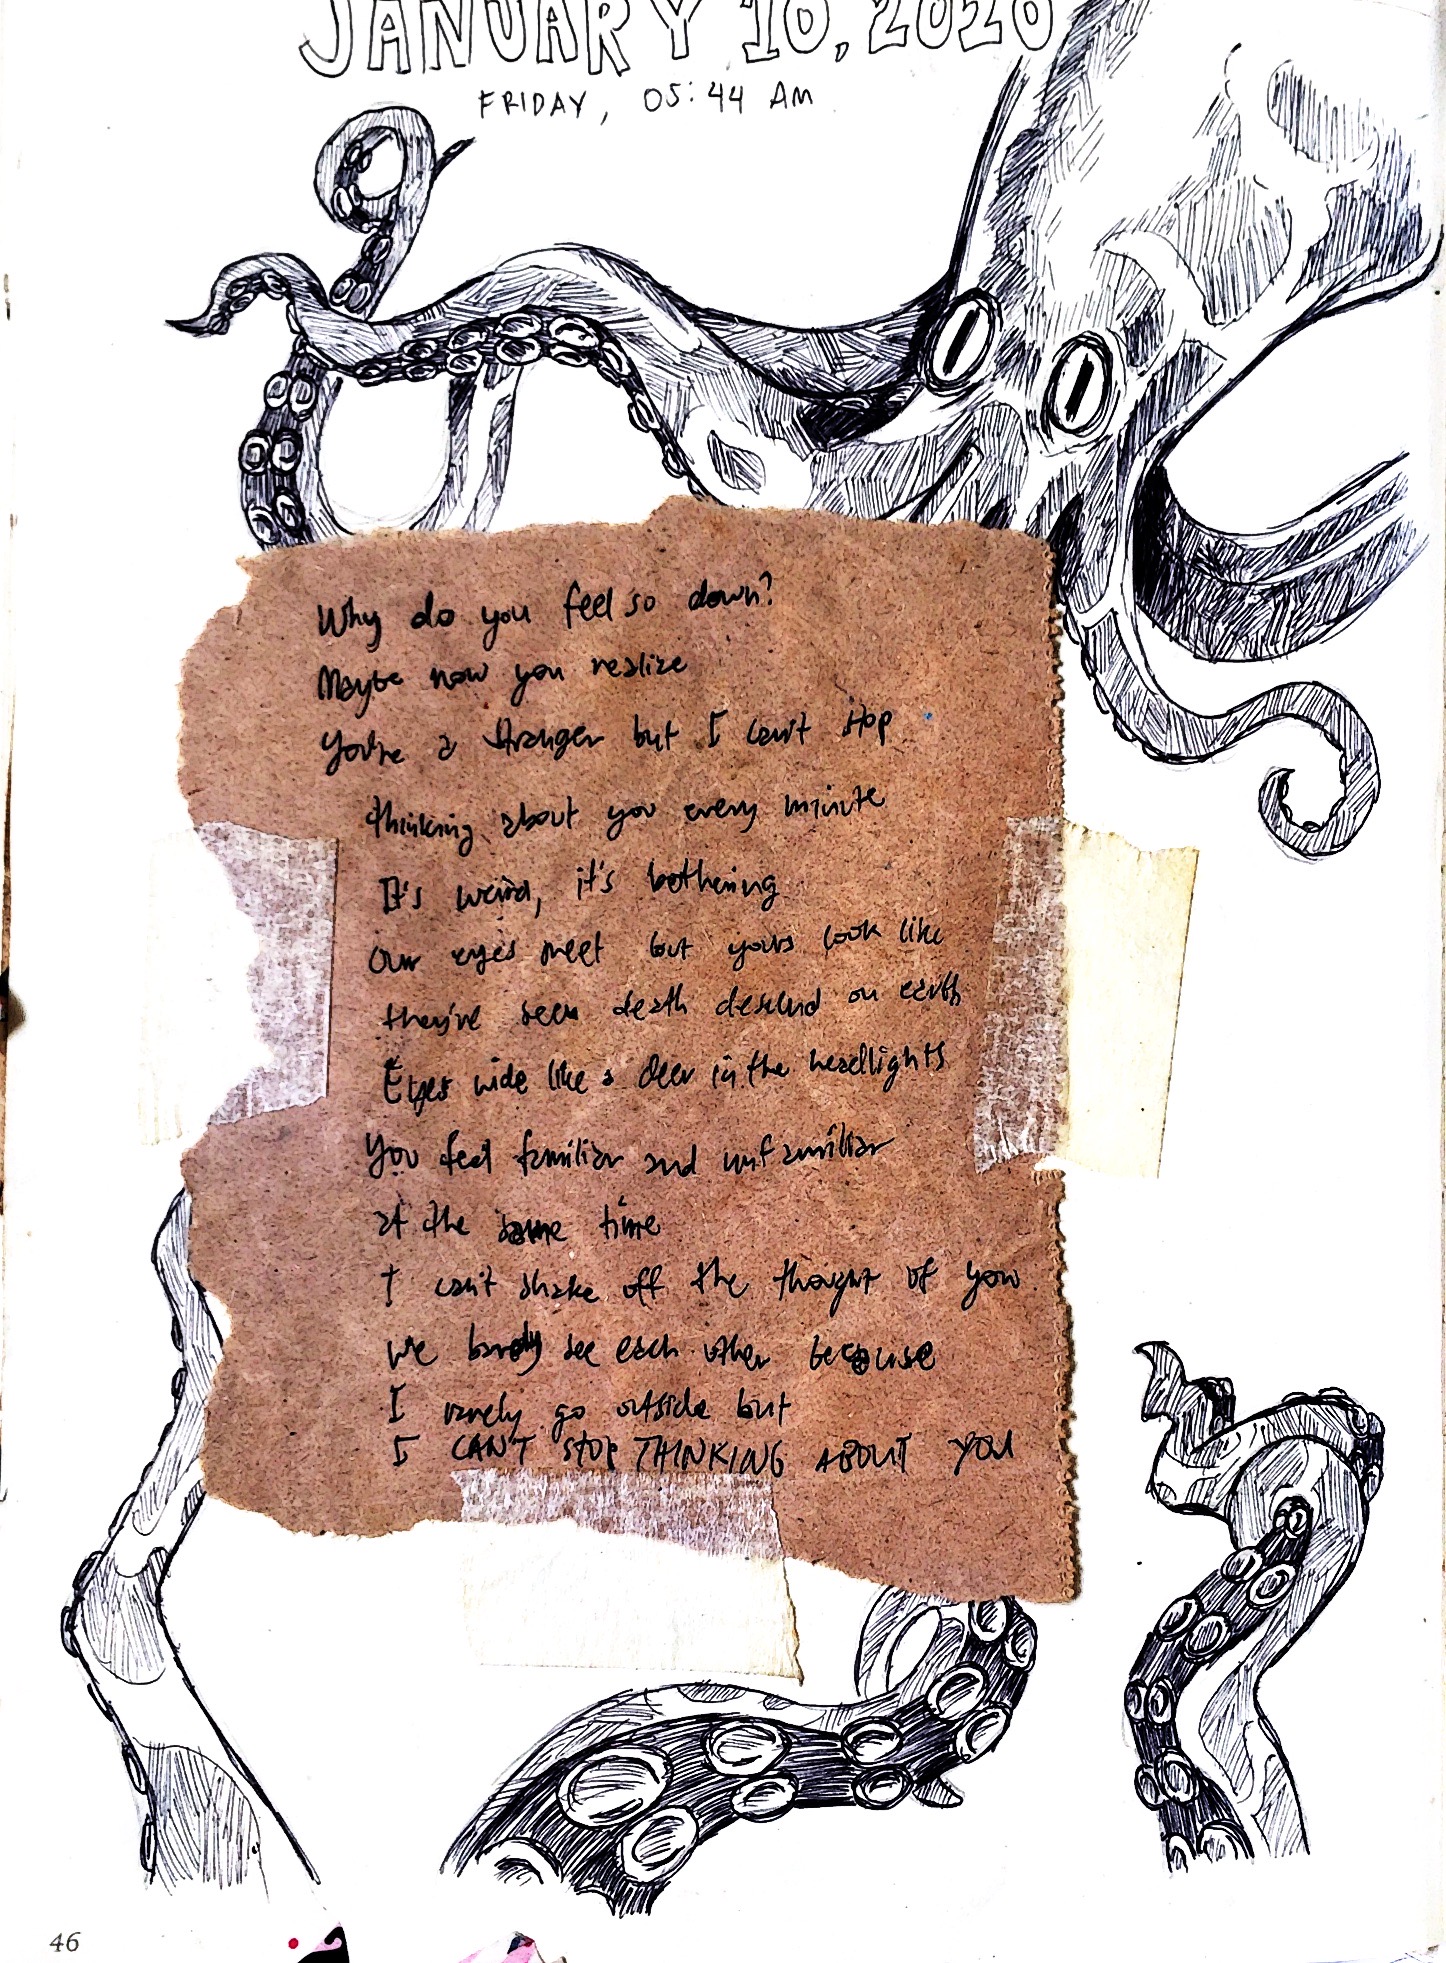 JANUARY 10, 2020
FRIDAY, 05:44 AM
Why do you feel so down?
Maybe now you realize
You're a stranger but I can't stop
thinking about you every minute
It's weird, it's bothering
Our eyes meet but yours look like
they've seen death descend on earth
Eyes wide like a deer in the headlights
You feel familiar and unfamiliar
at the same time
I can't shake off the thought of you
we barely see each other because
I rarely go outside but
I CAN'T STOP THINKING ABOUT YOU
46